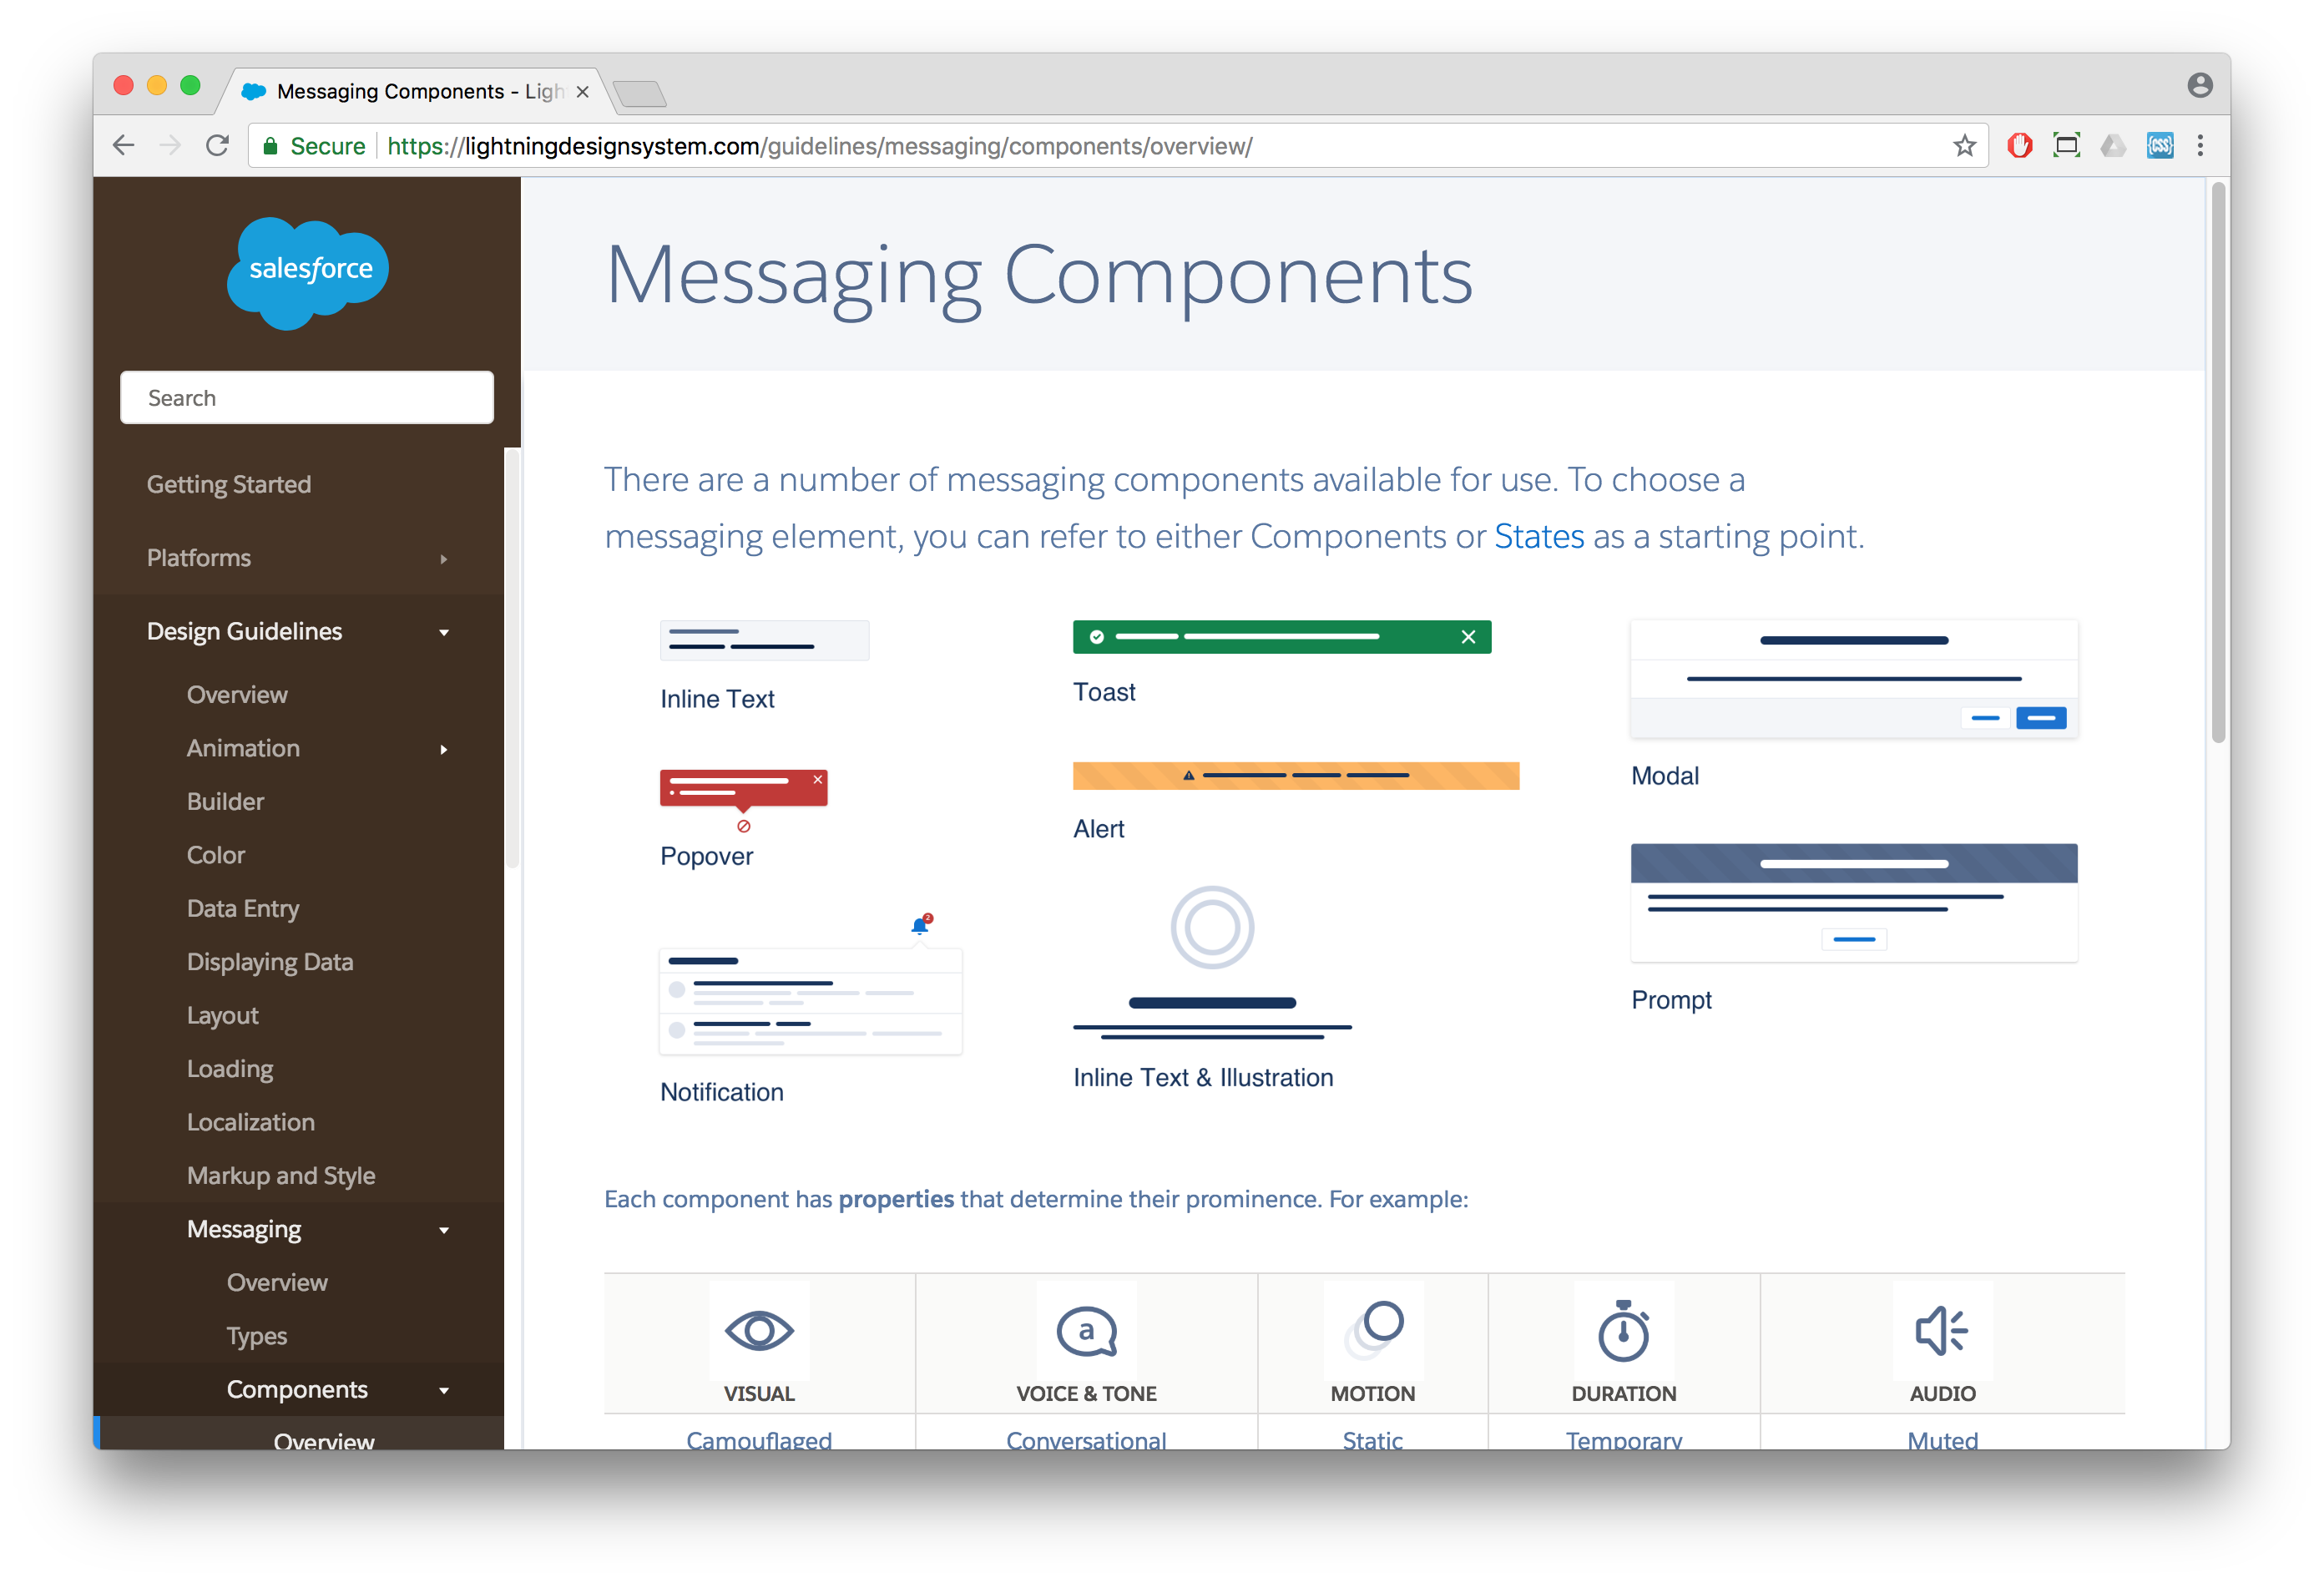 Messaging Components - Ligh
Secure
https://lightningdesignsystem.com/guidelines/messaging/components/overview/
{CSS}
salesforce
Search
Getting Started
Platforms
Design Guidelines
Overview
Animation
Builder
Color
Data Entry
Displaying Data
Layout
Loading
Localization
Markup and Style
Messaging
Overview
Types
Components
Overview
Messaging Components
There are a number of messaging components available for use. To choose a
messaging element, you can refer to either Components or States as a starting point.
Inline Text
Toast
Modal
Popover
Alert
2
Notification
Inline Text & Illustration
Prompt
Each component has properties that determine their prominence. For example:
a
VISUAL
VOICE & TONE
MOTION
DURATION
AUDIO
Camouflaged
Conversational
Static
Temporary
Muted